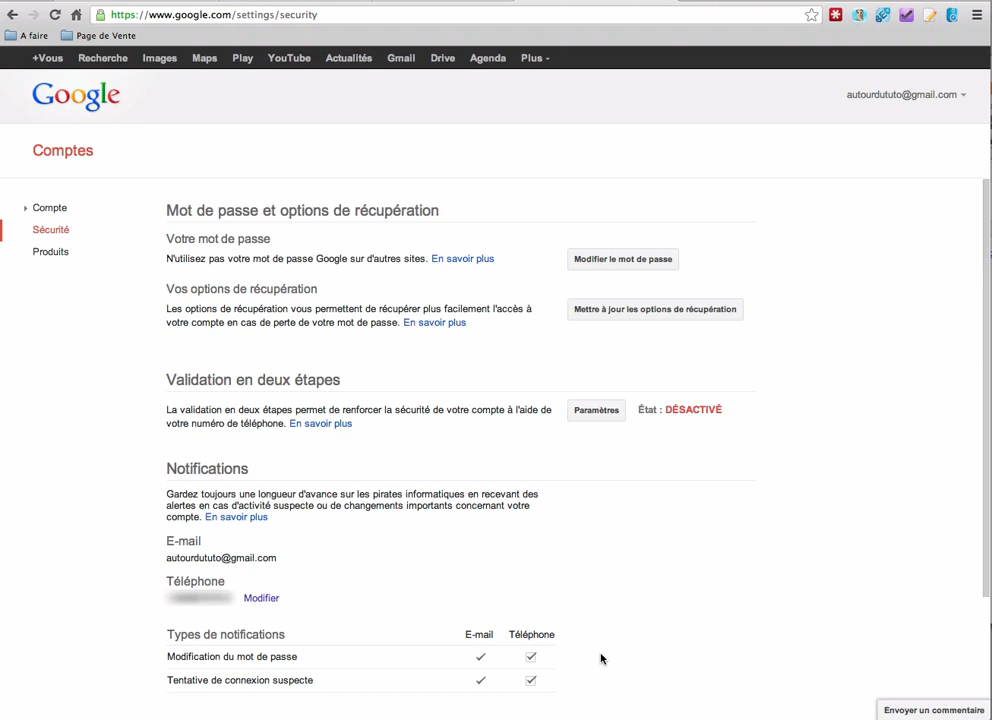 https://www.google.com/settings/security
A faire Page de Vente
+Vous Recherche Images Maps Play YouTube Actualités Gmail Drive Agenda Plus
Google
autourdututo@gmail.com
Comptes
Compte
Sécurité
Produits
Mot de passe et options de récupération
Votre mot de passe
N'utilisez pas votre mot de passe Google sur d'autres sites. En savoir plus
Modifier le mot de passe
Vos options de récupération
Les options de récupération vous permettent de récupérer plus facilement l'accès à
votre compte en cas de perte de votre mot de passe. En savoir plus
Mettre à jour les options de récupération
Validation en deux étapes
La validation en deux étapes permet de renforcer la sécurité de votre compte à l'aide de
votre numéro de téléphone. En savoir plus
Paramètres État : DÉSACTIVÉ
Notifications
Gardez toujours une longueur d'avance sur les pirates informatiques en recevant des
alertes en cas d'activité suspecte ou de changements importants concernant votre
compte. En savoir plus
E-mail
autourdututo@gmail.com
Téléphone
Modifier
Types de notifications E-mail Téléphone
Modification du mot de passe
Tentative de connexion suspecte
Envoyer un commentaire